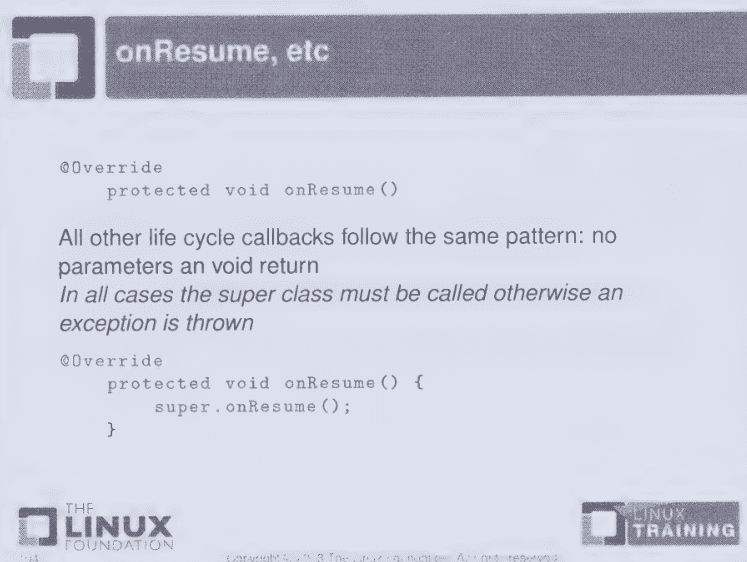 onResume, etc
@Override
protected void onResume()
All other life cycle callbacks follow the same pattern: no
parameters an void return
In all cases the super class must be called otherwise an
exception is thrown
@Override
protected void onResume() {
super.onResume();
}
THE
LINUX
FOUNDATION
LINUX
TRAINING